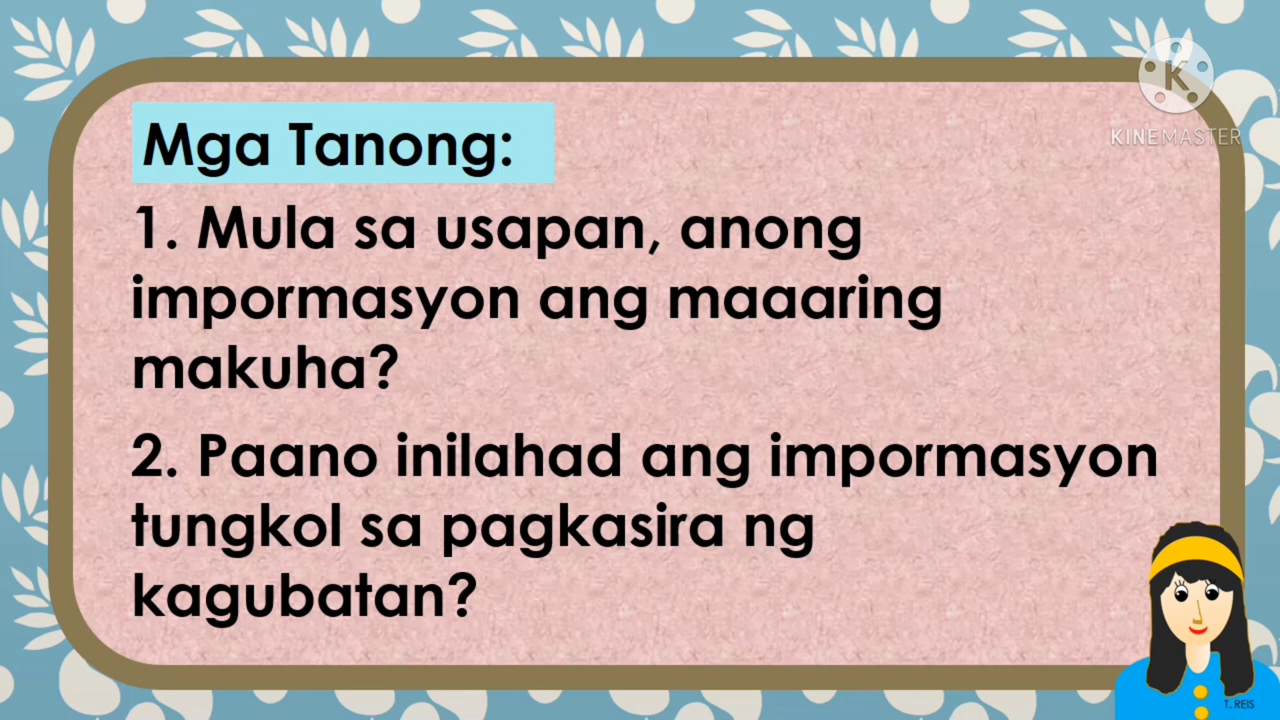 KINEMASTER
Mga Tanong:
1. Mula sa usapan, anong
impormasyon ang maaaring
makuha?
2. Paano inilahad ang impormasyon
tungkol sa pagkasira ng
kagubatan?
T. REIS